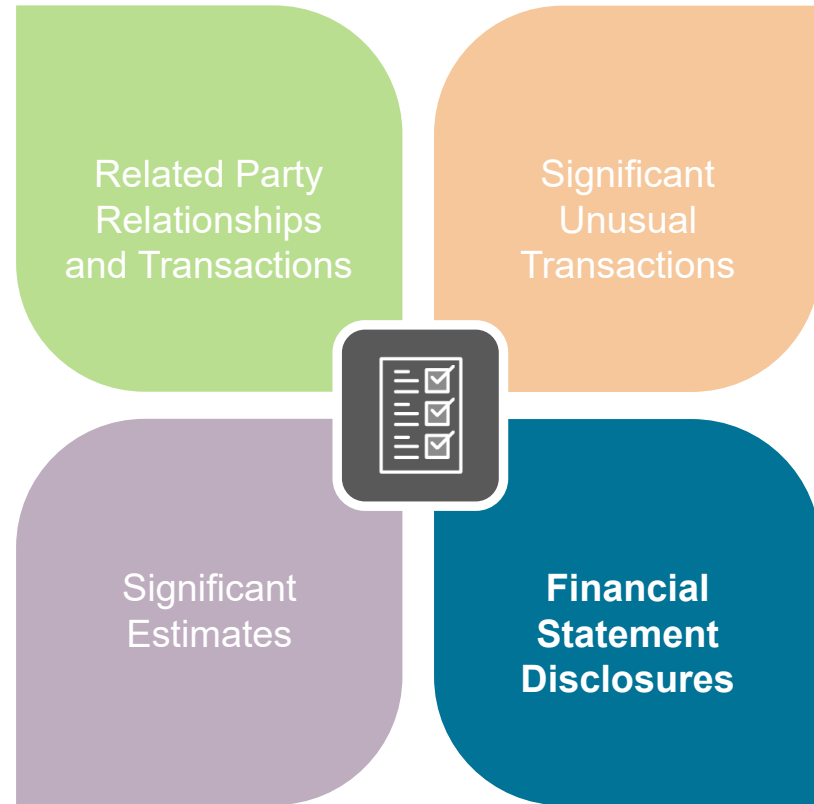 Related Party
Relationships
and Transactions
Significant
Unusual
Transactions
Significant
Estimates
Financial
Statement
Disclosures